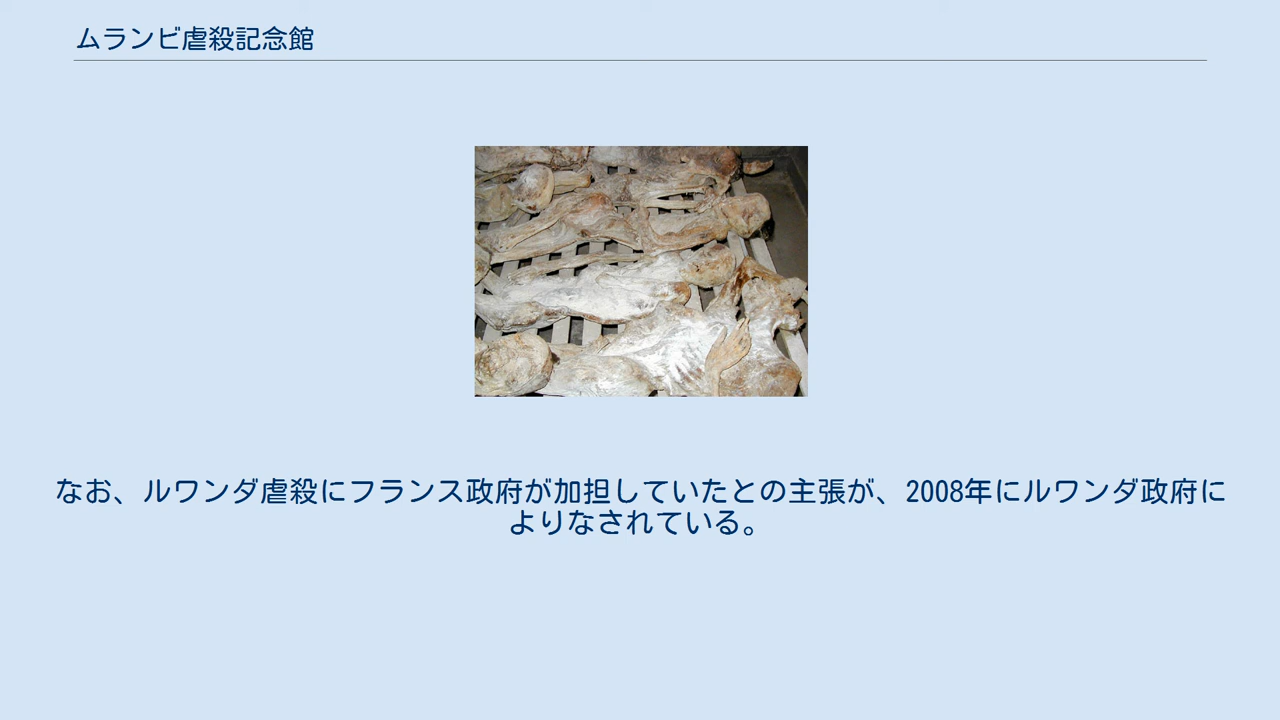 ムランビ虐殺記念館
なお、ルワンダ虐殺にフランス政府が加担していたとの主張が、2008年にルワンダ政府に
よりなされている。